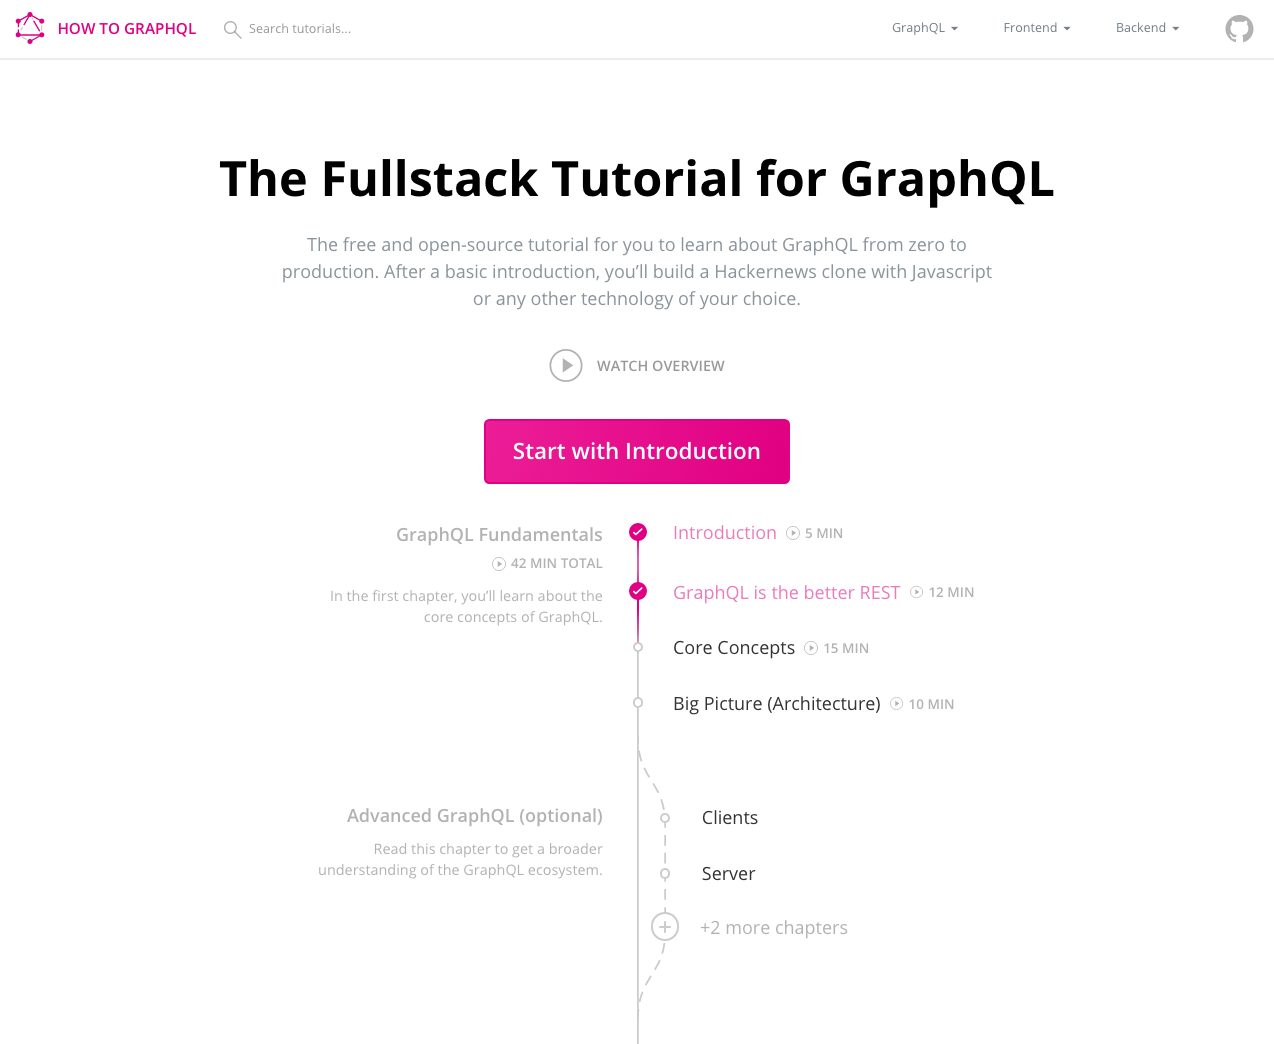 HOW TO GRAPHQL
Search tutorials...
GraphQL
Frontend
Backend
The Fullstack Tutorial for GraphQL
The free and open-source tutorial for you to learn about GraphQL from zero to
production. After a basic introduction, you’ll build a Hackernews clone with Javascript
or any other technology of your choice.
WATCH OVERVIEW
Start with Introduction
GraphQL Fundamentals
42 MIN TOTAL
In the first chapter, you’ll learn about the
core concepts of GraphQL.
Introduction 5 MIN
GraphQL is the better REST 12 MIN
Core Concepts 15 MIN
Big Picture (Architecture) 10 MIN
Advanced GraphQL (optional)
Read this chapter to get a broader
understanding of the GraphQL ecosystem.
Clients
Server
+2 more chapters